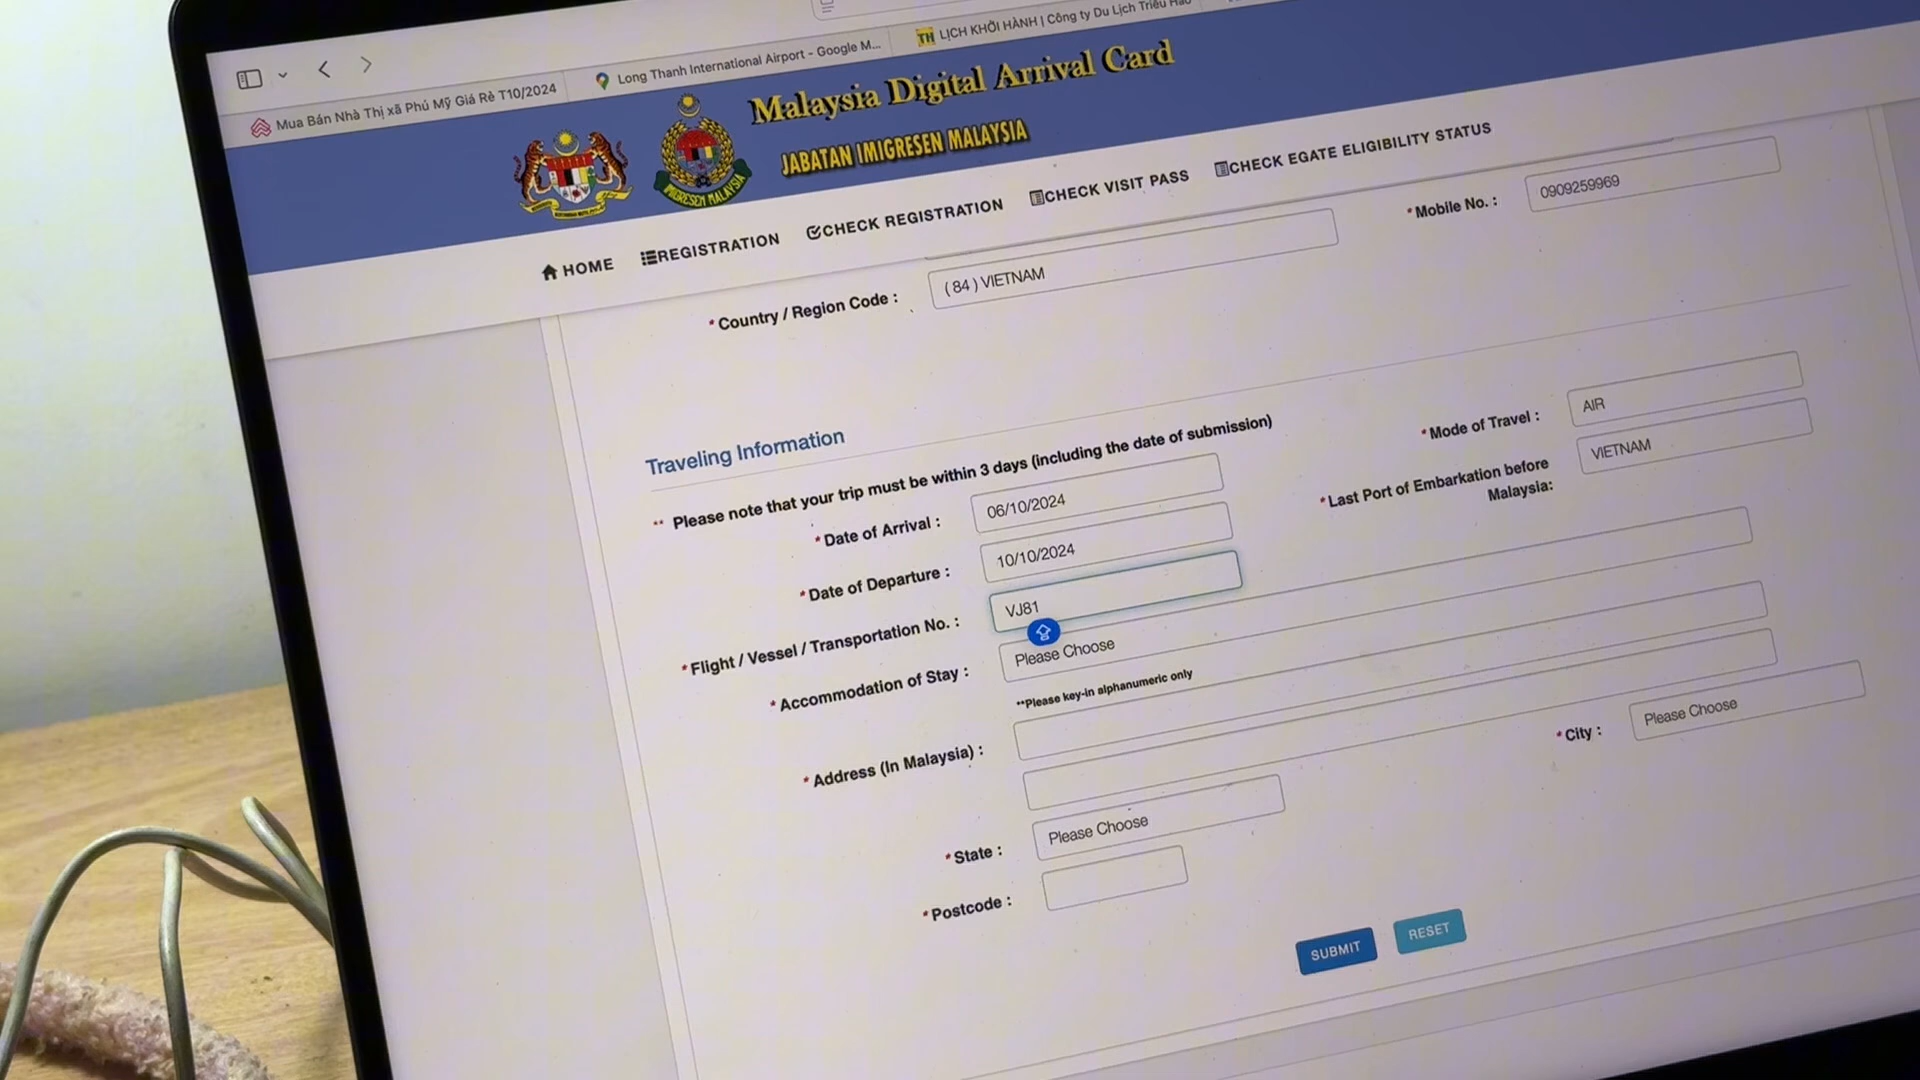 LỊCH KHỞI HÀNH | Công ty Du Lịch Triều Hảo
Long Thanh International Airport - Google M...
Mua Bán Nhà Thị xã Phú Mỹ Giá Rẻ T10/2024
Malaysia Digital Arrival Card
JABATAN IMIGRESEN MALAYSIA
IMIGRESEN MALAYSIA
HOME
REGISTRATION
CHECK REGISTRATION
CHECK VISIT PASS
CHECK EGATE ELIGIBILITY STATUS
* Country / Region Code :
( 84 ) VIETNAM
* Mobile No. :
0909259969
Traveling Information
** Please note that your trip must be within 3 days (including the date of submission)
* Date of Arrival :
06/10/2024
* Mode of Travel :
AIR
* Date of Departure :
10/10/2024
* Last Port of Embarkation before
Malaysia:
VIETNAM
* Flight / Vessel / Transportation No. :
VJ81
* Accommodation of Stay :
Please Choose
**Please key-in alphanumeric only
* Address (In Malaysia) :
* State :
Please Choose
* City :
Please Choose
* Postcode :
SUBMIT
RESET